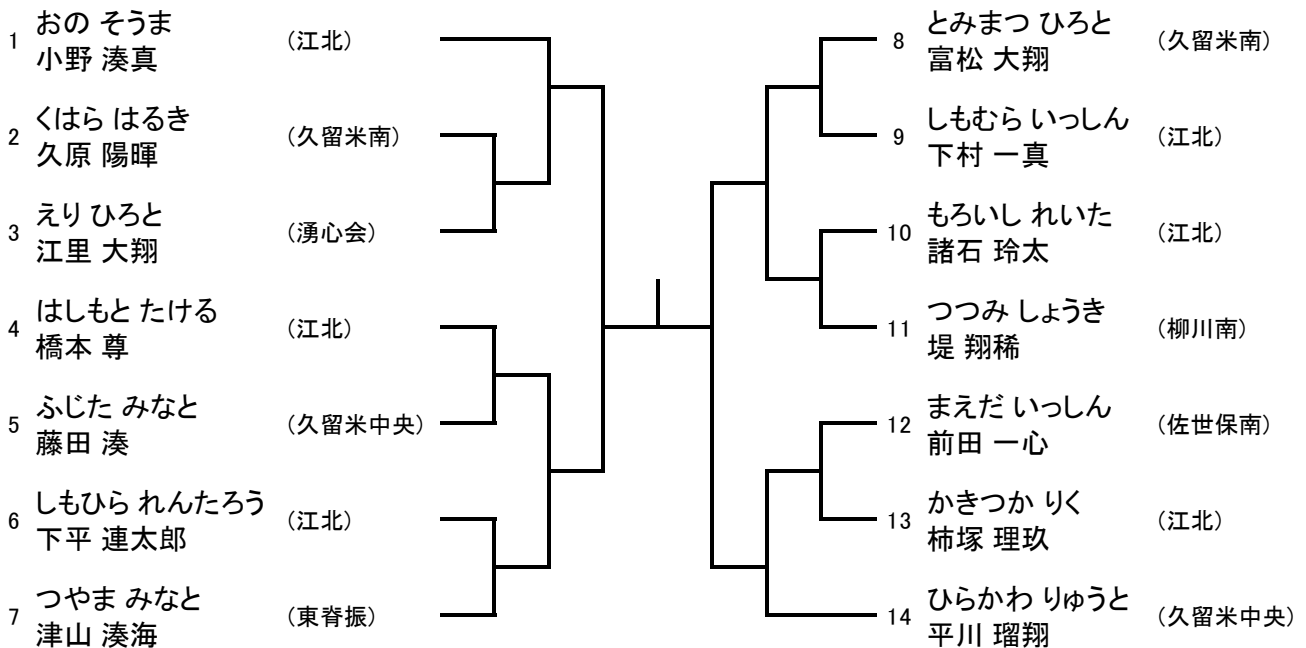 おの そうま
1 小野 湊真 (江北)
くはら はるき
2 久原 陽暉 (久留米南)
えり ひろと
3 江里 大翔 (湧心会)
はしもと たける
4 橋本 尊 (江北)
ふじた みなと
5 藤田 湊 (久留米中央)
しもひら れんたろう
6 下平 連太郎 (江北)
つやま みなと
7 津山 湊海 (東脊振)
とみまつ ひろと
8 富松 大翔 (久留米南)
しもむら いっしん
9 下村 一真 (江北)
もろいし れいた
10 諸石 玲太 (江北)
つつみ しょうき
11 堤 翔稀 (柳川南)
まえだ いっしん
12 前田 一心 (佐世保南)
かきつか りく
13 柿塚 理玖 (江北)
ひらかわ りゅうと
14 平川 瑠翔 (久留米中央)